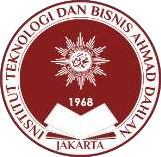 INSTITUT TEKNOLOGI DAN BISNIS AHMAD DAHLAN
1968
JAKARTA